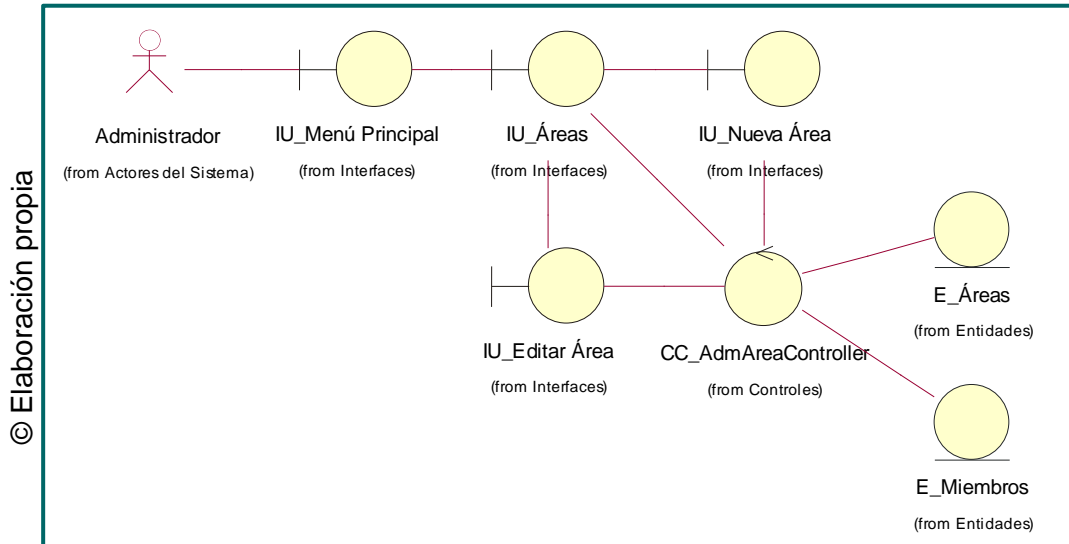 © Elaboración propia
Administrador
(from Actores del Sistema)
IU_Menú Principal
(from Interfaces)
IU_Áreas
(from Interfaces)
IU_Nueva Área
(from Interfaces)
E_Áreas
(from Entidades)
IU_Editar Área
(from Interfaces)
CC_AdmAreaController
(from Controles)
E_Miembros
(from Entidades)